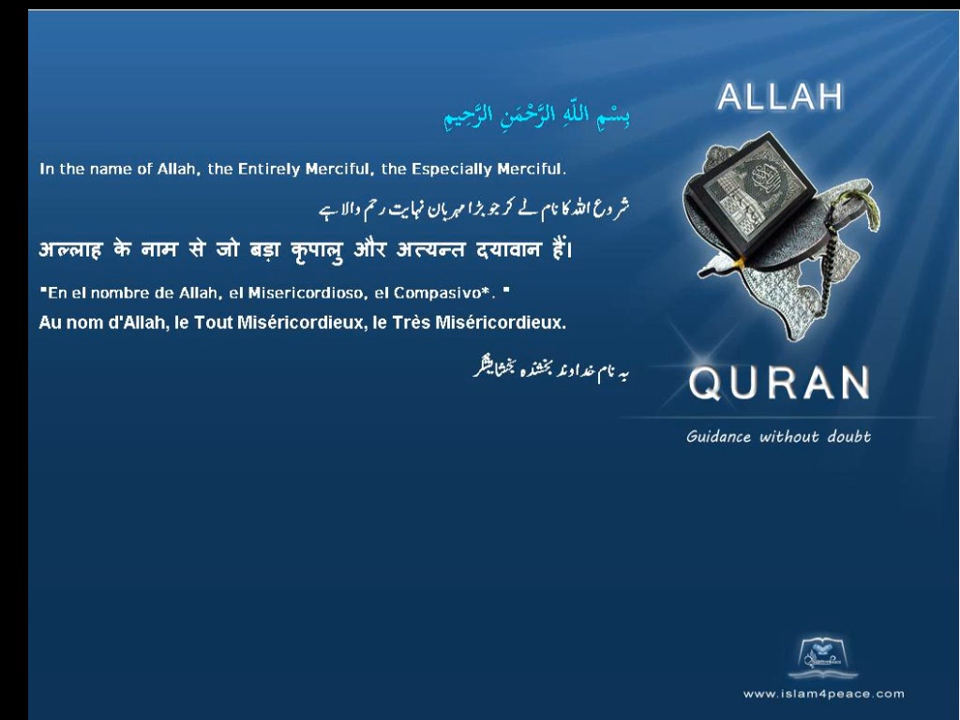 بِسْمِ اللّهِ الرَّحْمَنِ الرَّحِيمِ
In the name of Allah, the Entirely Merciful, the Especially Merciful.
شروع اللہ کا نام لے کر جو بڑا مہربان نہایت رحم والا ہے
अल्लाह के नाम से जो बड़ा कृपालु और अत्यन्त दयावान हैं।
"En el nombre de Allah, el Misericordioso, el Compasivo*. "
Au nom d'Allah, le Tout Miséricordieux, le Très Miséricordieux.
به نام خداوند بخشنده بخشایشگر
ALLAH
QURAN
Guidance without doubt
www.islam4peace.com